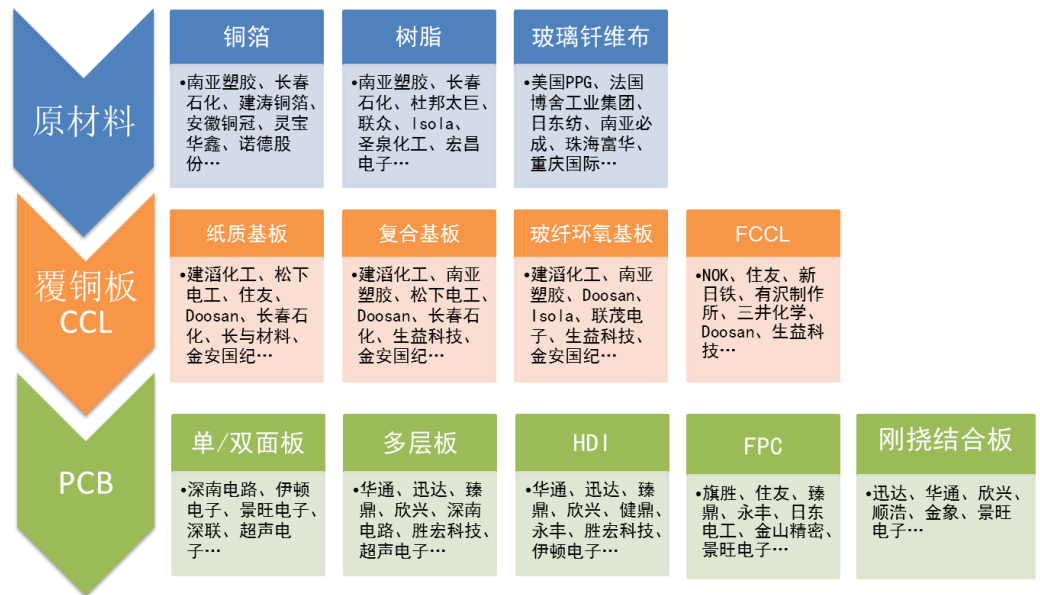 原材料
铜箔
•南亚塑胶、长春
石化、建涛铜箔、
安徽铜冠、灵宝
华鑫、诺德股
份…
树脂
•南亚塑胶、长春
石化、杜邦太巨、
联众、Isola、
圣泉化工、宏昌
电子…
玻璃钎维布
•美国PPG、法国
博舍工业集团、
日东纺、南亚必
成、珠海富华、
重庆国际…
覆铜板
CCL
纸质基板
•建滔化工、松下
电工、住友、
Doosan、长春石
化、长与材料、
金安国纪…
复合基板
•建滔化工、南亚
塑胶、松下电工、
Doosan、长春石
化、生益科技、
金安国纪…
玻纤环氧基板
•建滔化工、南亚
塑胶、Doosan、
Isola、联茂电
子、生益科技、
金安国纪…
FCCL
•NOK、住友、新
日铁、有沢制作
所、三井化学、
Doosan、生益科
技…
PCB
单/双面板
•深南电路、伊顿
电子、景旺电子、
深联、超声电
子…
多层板
•华通、迅达、臻
鼎、欣兴、深南
电路、胜宏科技、
超声电子…
HDI
•华通、迅达、臻
鼎、欣兴、健鼎、
永丰、胜宏科技、
伊顿电子…
FPC
•旗胜、住友、臻
鼎、永丰、日东
电工、金山精密、
景旺电子…
刚挠结合板
•迅达、华通、欣兴、
顺浩、金象、景旺
电子…